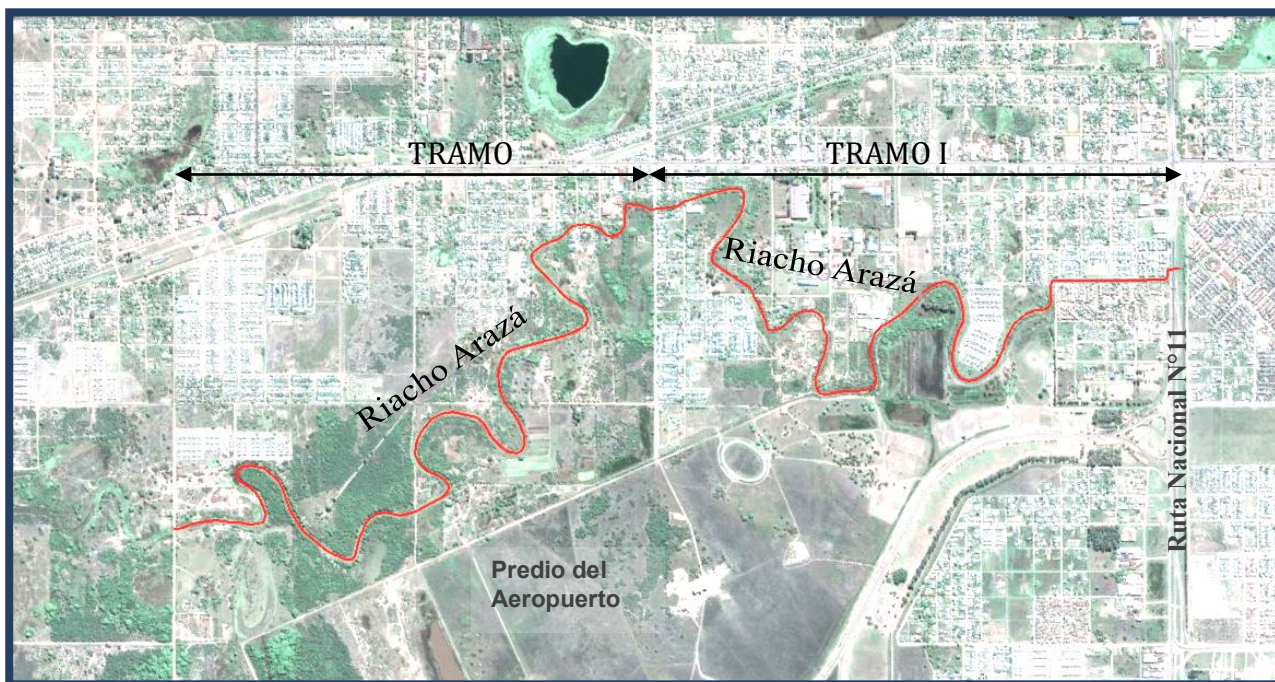 TRAMO
TRAMO I
Riacho Arazá
Riacho Arazá
Ruta Nacional N°11
Predio del
Aeropuerto